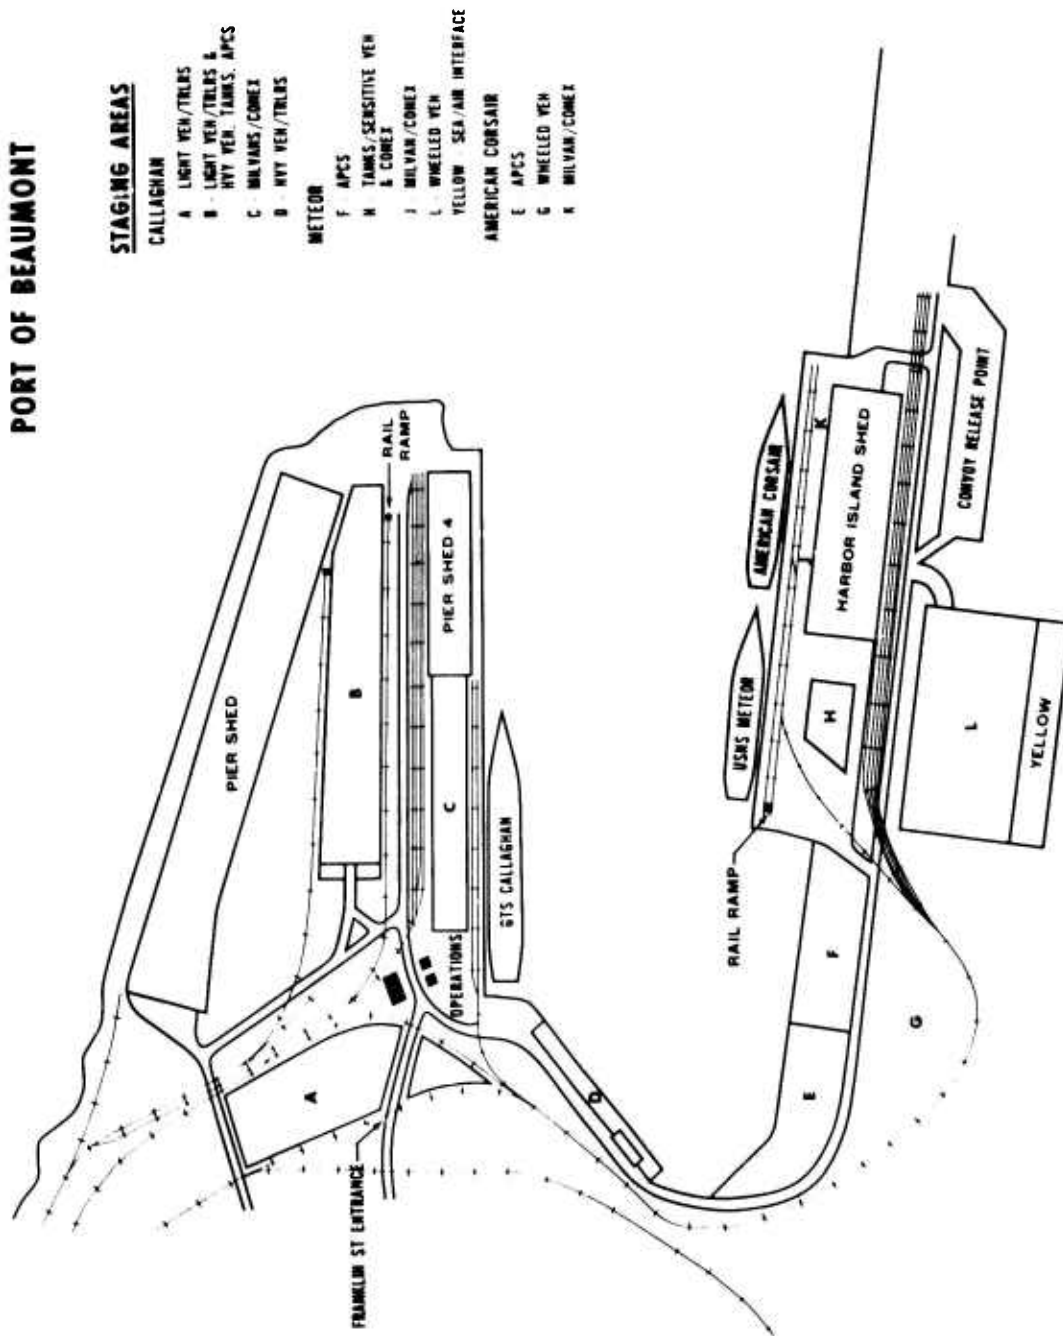 PORT OF BEAUMONT
STAGING AREAS
CALLAGHAN
A LIGHT VEH/TRLRS
B - LIGHT VEH/TRLRS &
HVY VEH. TANKS. APCS
C - MILVANS/CONEX
D - HVY VEH/TRLRS
METEOR
F - APCS
H TANKS/SENSITIVE VEH
& CONEX
J MILVAN/CONEX
L - WHEELED VEH
YELLOW SEA/AIR INTERFACE
AMERICAN CORSAIR
E APCS
G WHEELED VEH
K MILVAN/CONEX
PIER SHED
B
RAIL
RAMP
PIER SHED 4
C
GTS CALLAGHAN
OPERATIONS
A
FRANKLIN ST ENTRANCE
D
AMERICAN CORSAIR
K
USNS METEOR
J
HARBOR ISLAND SHED
H
RAIL RAMP
CONVOY RELEASE POINT
L
YELLOW
F
E
G